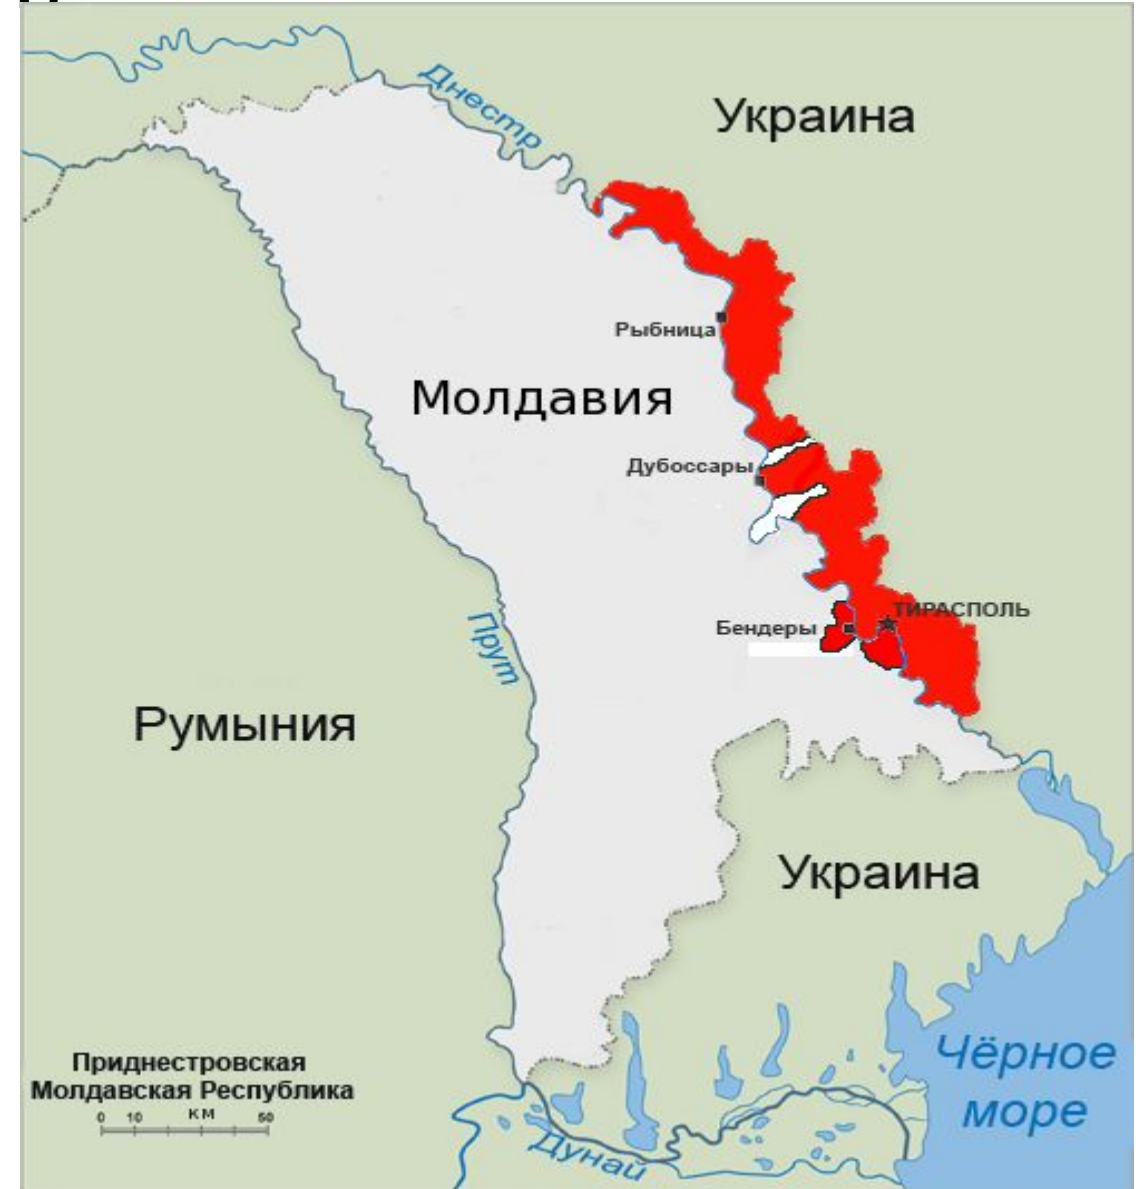 Днестр
Украина
Рыбница
Молдавия
Дубоссары
ТИРАСПОЛЬ
Бендеры
Прут
Румыния
Украина
Чёрное
море
Приднестровская
Молдавская Республика
км
0 10 50
Дунай